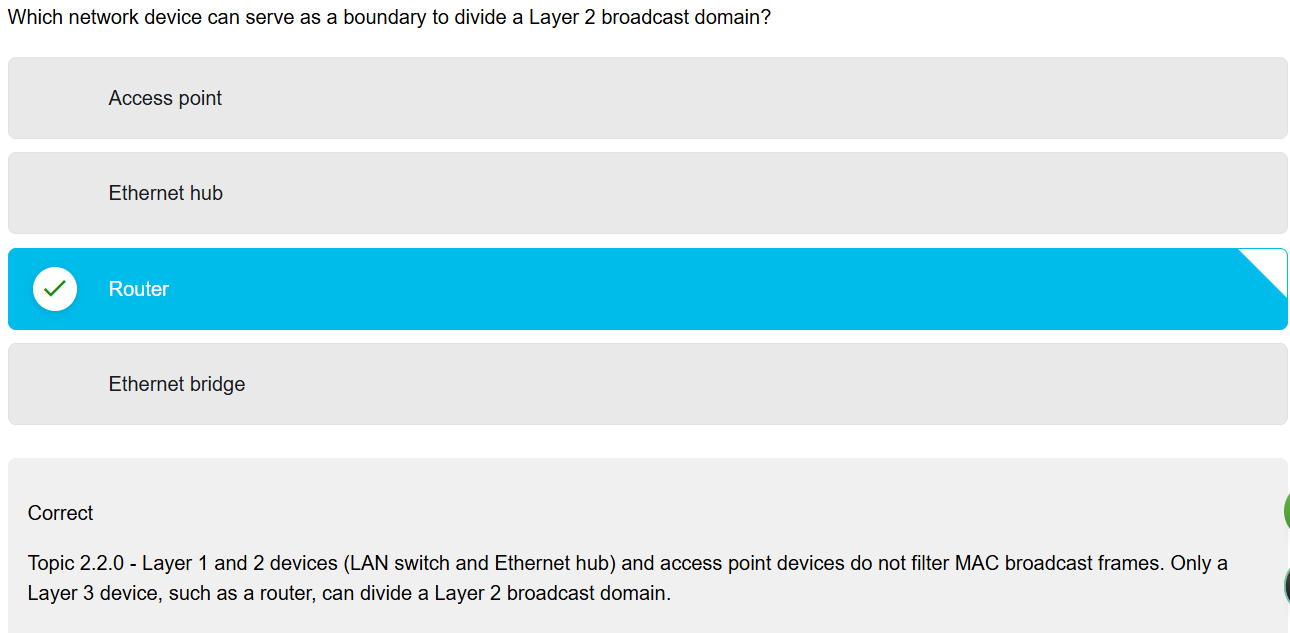 Which network device can serve as a boundary to divide a Layer 2 broadcast domain?
Access point
Ethernet hub
Router
Ethernet bridge
Correct
Topic 2.2.0 - Layer 1 and 2 devices (LAN switch and Ethernet hub) and access point devices do not filter MAC broadcast frames. Only a
Layer 3 device, such as a router, can divide a Layer 2 broadcast domain.